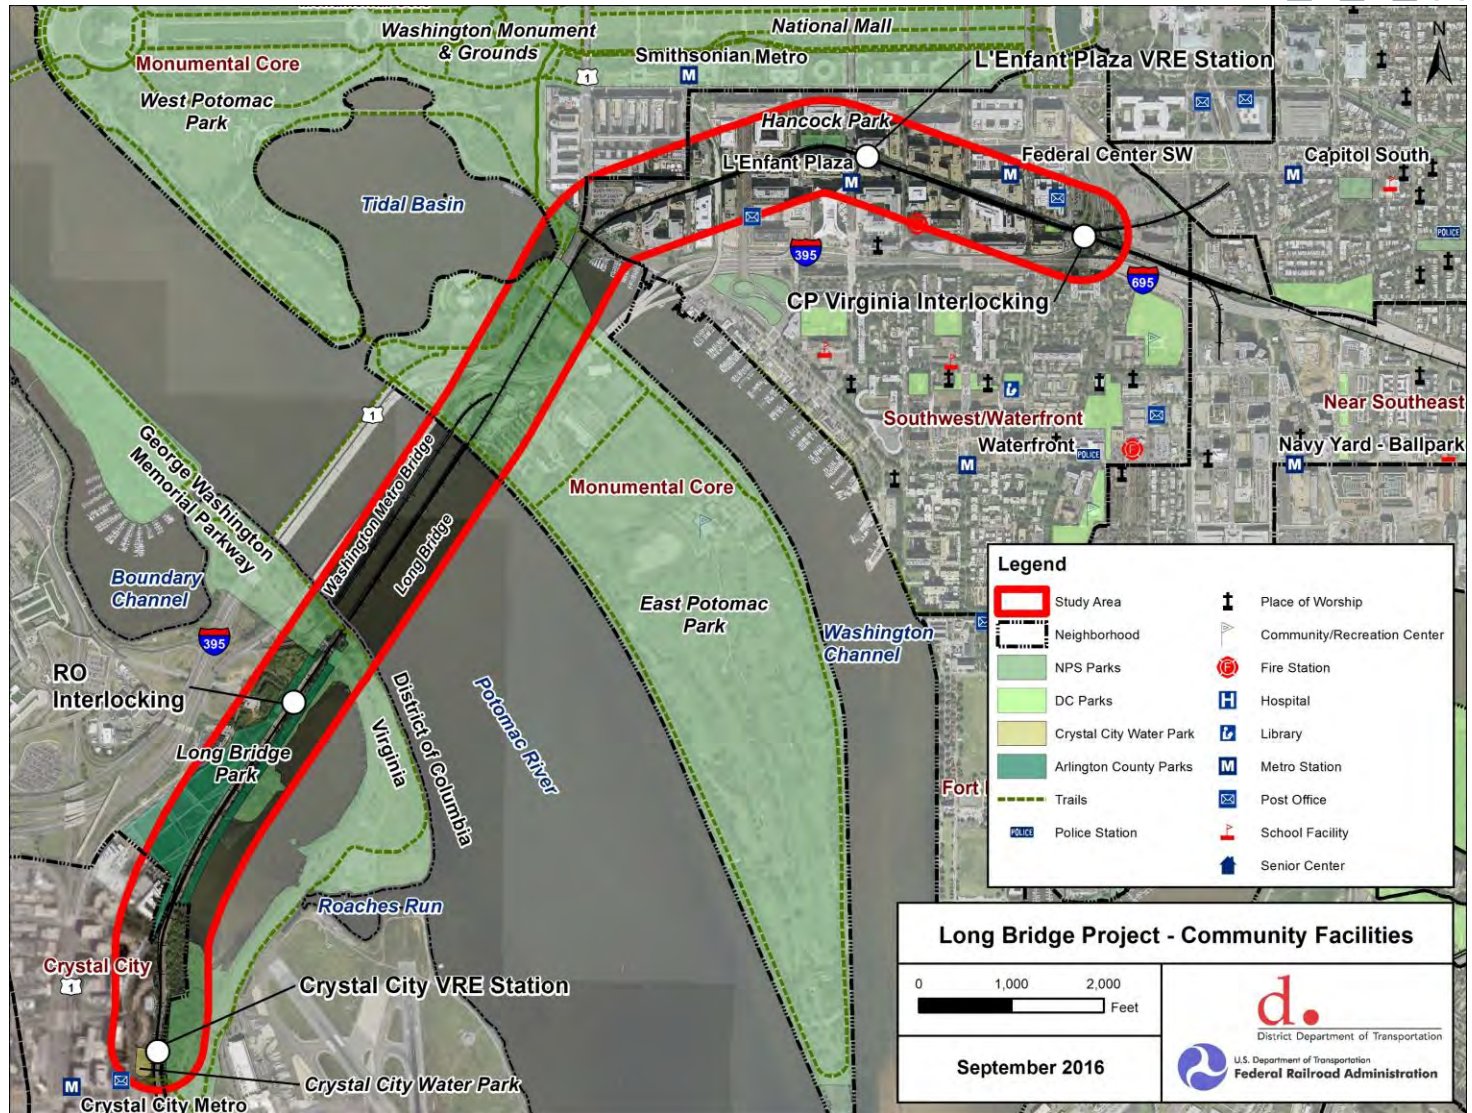 Washington Monument
& Grounds
National Mall
Monumental Core
1
Smithsonian Metro
M
L'Enfant Plaza VRE Station
West Potomac
Park
Hancock Park
L'Enfant Plaza
M
Federal Center SW
M
Capitol South
M
Tidal Basin
POLICE
395
695
CP Virginia Interlocking
1
Southwest/Waterfront
Waterfront
POLICE
F
M
Near Southeast
Navy Yard - Ballpark
M
George Washington
Memorial Parkway
Washington Metro Bridge
Long Bridge
Monumental Core
Boundary
Channel
395
East Potomac
Park
Washington
Channel
RO
Interlocking
District of Columbia
Virginia
Potomac River
Long Bridge
Park
Fort
Roaches Run
Crystal City
1
Crystal City VRE Station
Crystal City Water Park
M
Crystal City Metro
Legend
Study Area
Neighborhood
NPS Parks
DC Parks
Crystal City Water Park
Arlington County Parks
Trails
POLICE Police Station
Place of Worship
Community/Recreation Center
F Fire Station
H Hospital
Library
M Metro Station
Post Office
School Facility
Senior Center
N
Long Bridge Project - Community Facilities
0 1,000 2,000
Feet
September 2016
d.
District Department of Transportation
U.S. Department of Transportation
Federal Railroad Administration